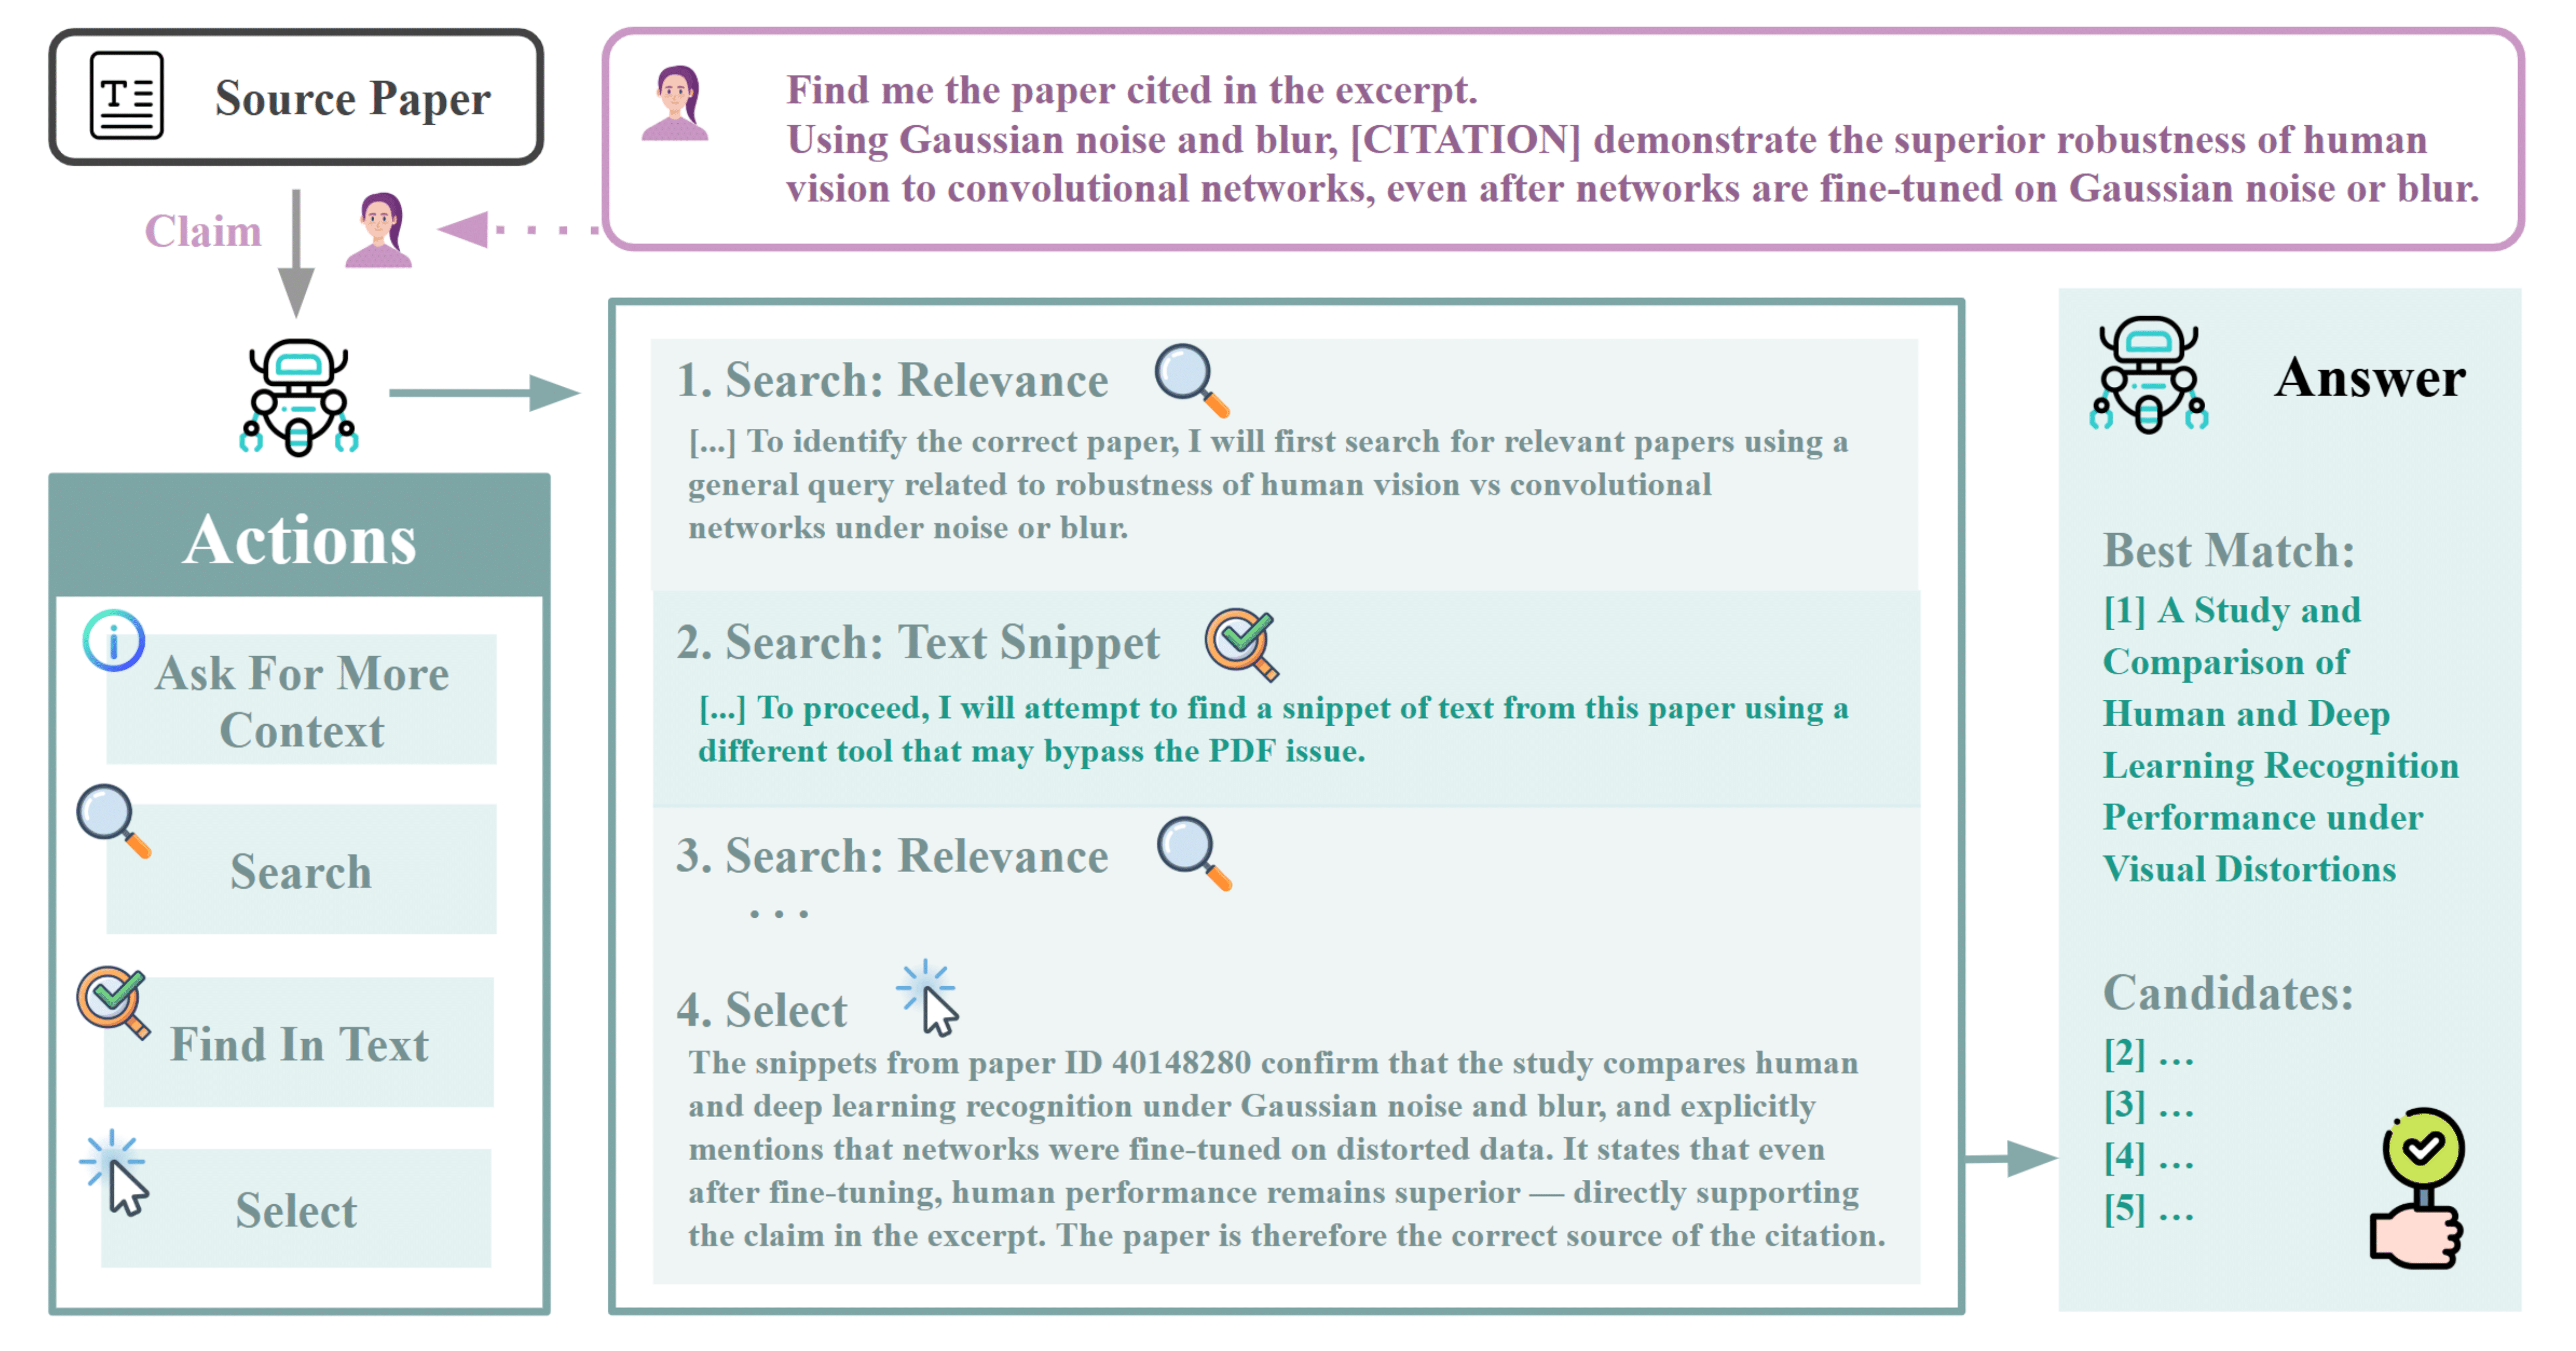 Source Paper
Find me the paper cited in the excerpt.
Using Gaussian noise and blur, [CITATION] demonstrate the superior robustness of human
vision to convolutional networks, even after networks are fine-tuned on Gaussian noise or blur.
Claim
Actions
Ask For More
Context
Search
Find In Text
Select
1. Search: Relevance
[...] To identify the correct paper, I will first search for relevant papers using a
general query related to robustness of human vision vs convolutional
networks under noise or blur.
2. Search: Text Snippet
[...] To proceed, I will attempt to find a snippet of text from this paper using a
different tool that may bypass the PDF issue.
3. Search: Relevance
...
4. Select
The snippets from paper ID 40148280 confirm that the study compares human
and deep learning recognition under Gaussian noise and blur, and explicitly
mentions that networks were fine-tuned on distorted data. It states that even
after fine-tuning, human performance remains superior — directly supporting
the claim in the excerpt. The paper is therefore the correct source of the citation.
Answer
Best Match:
[1] A Study and
Comparison of
Human and Deep
Learning Recognition
Performance under
Visual Distortions
Candidates:
[2] ...
[3] ...
[4] ...
[5] ...